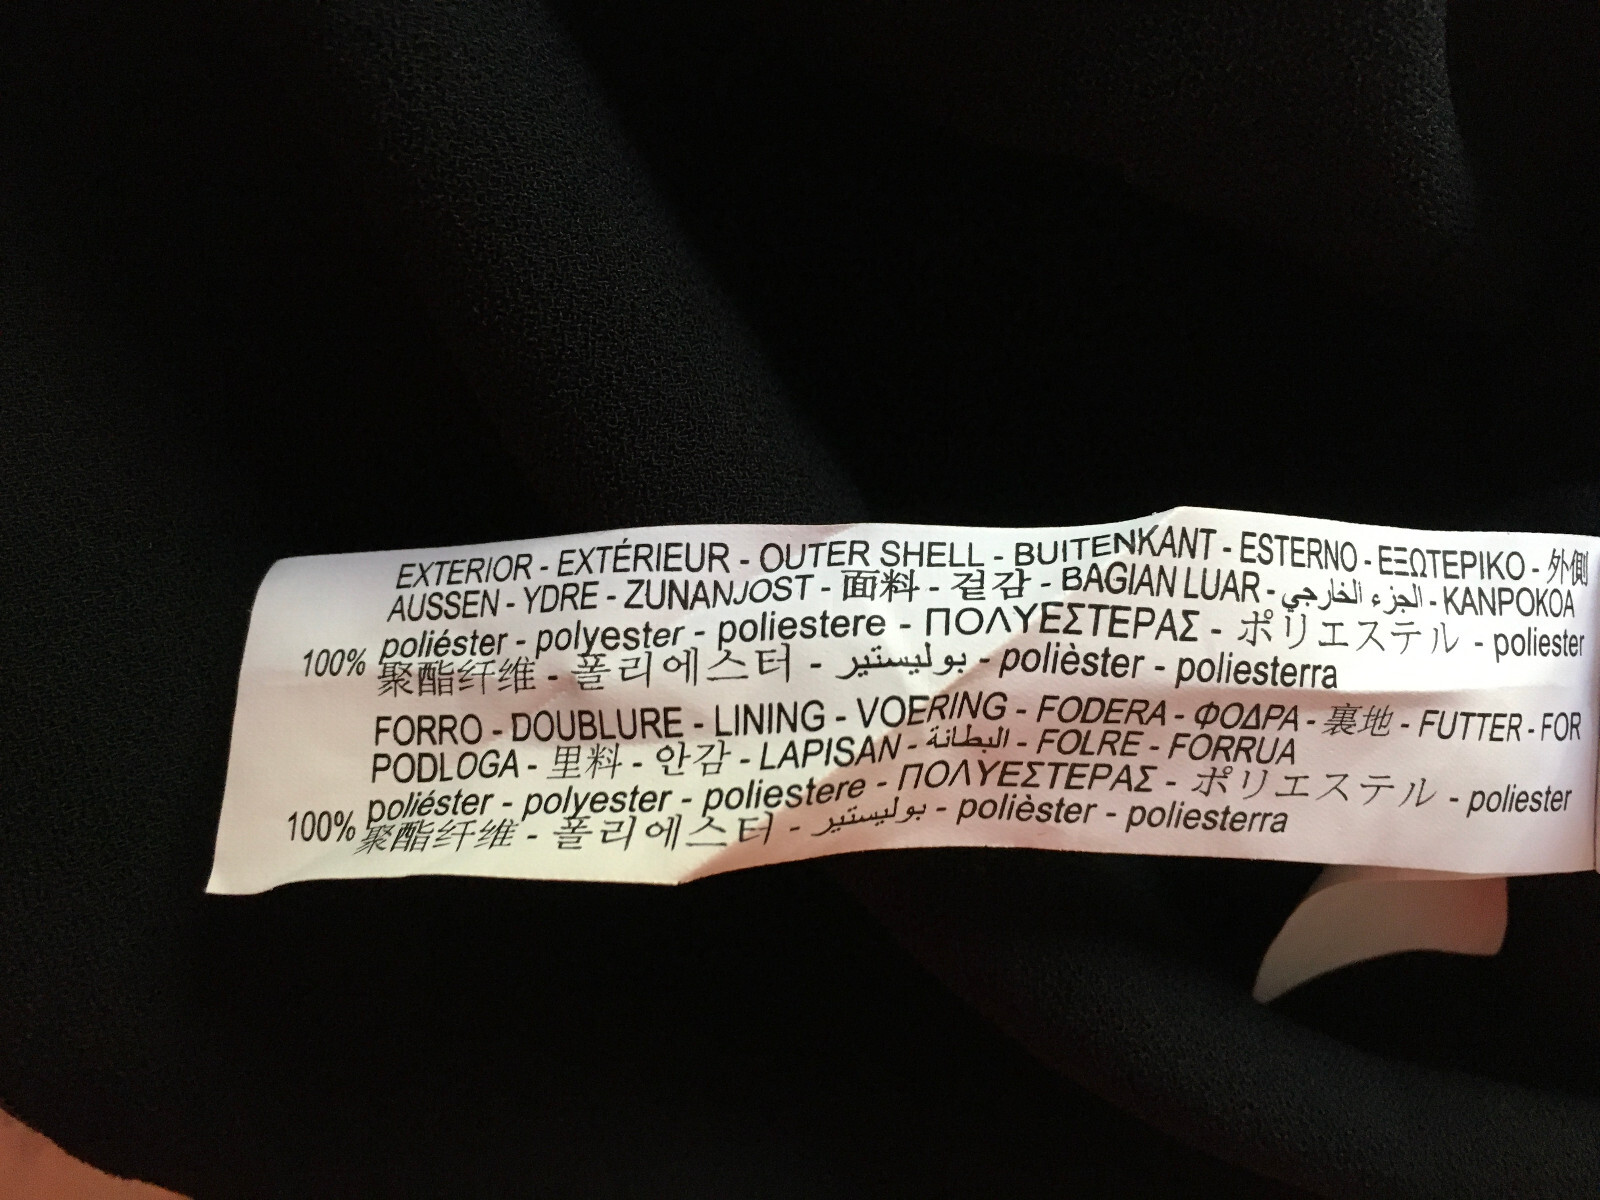 EXTERIOR - EXTÉRIEUR - OUTER SHELL - BUITENKANT - ESTERNO - ΕΞΩΤΕΡΙΚΟ - 外側
AUSSEN - YDRE - ZUNANJOST - 面料 - 겉감 - BAGIAN LUAR - الجزء الخارجي - KANPOKOA
100% poliéster - polyester - poliestere - ΠΟΛΥΕΣΤΕΡΑΣ - ポリエステル - poliester
聚酯纤维 - 폴리에스터 - بوليستير - polièster - poliesterra
FORRO - DOUBLURE - LINING - VOERING - FODERA - ΦΟΔΡΑ - 裏地 - FUTTER - FOR
PODLOGA - 里料 - 안감 - LAPISAN - البطانة - FOLRE - FORRUA
100% poliéster - polyester - poliestere - ΠΟΛΥΕΣΤΕΡΑΣ - ポリエステル - poliester
聚酯纤维 - 폴리에스터 - بوليستير - polièster - poliesterra